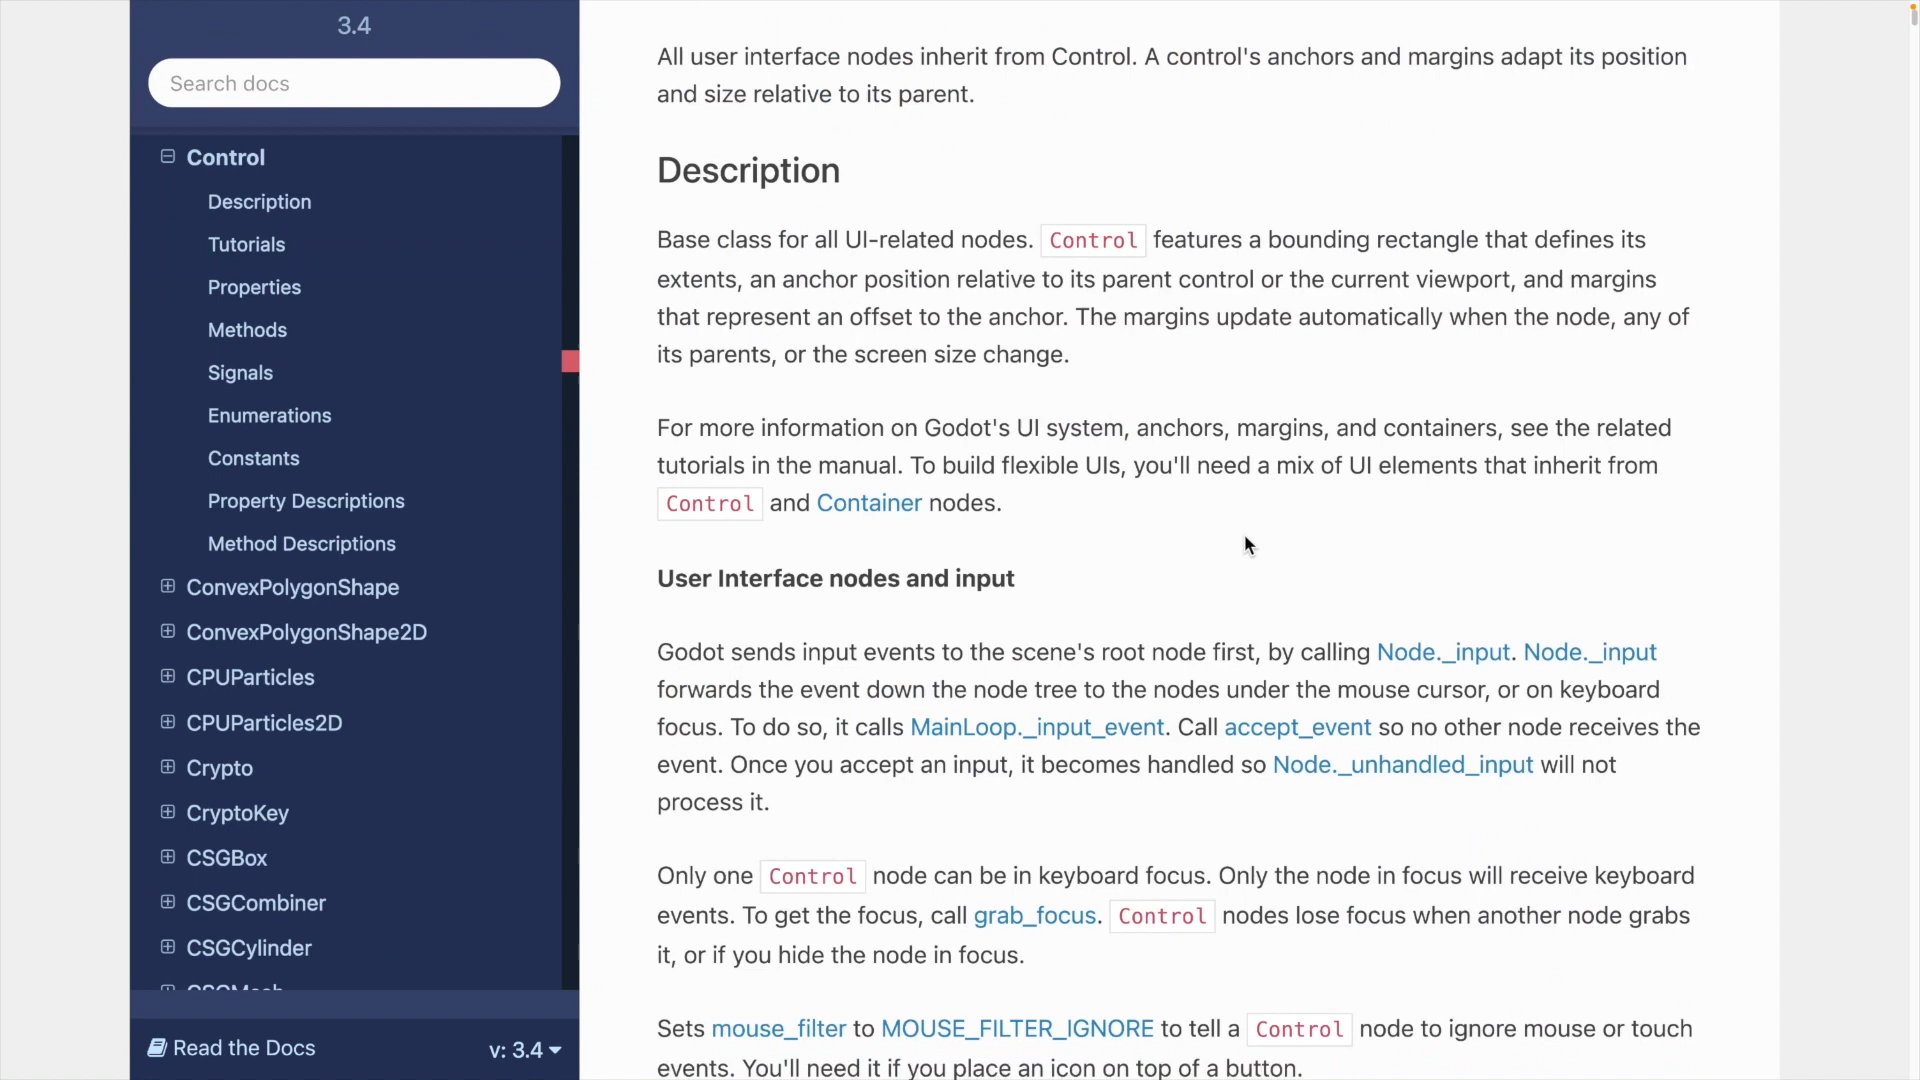 3.4
Search docs
Control
Description
Tutorials
Properties
Methods
Signals
Enumerations
Constants
Property Descriptions
Method Descriptions
ConvexPolygonShape
ConvexPolygonShape2D
CPUParticles
CPUParticles2D
Crypto
CryptoKey
CSGBox
CSGCombiner
CSGCylinder
CSGMesh
Read the Docs
v: 3.4
All user interface nodes inherit from Control. A control's anchors and margins adapt its position
and size relative to its parent.
Description
Base class for all UI-related nodes. Control features a bounding rectangle that defines its
extents, an anchor position relative to its parent control or the current viewport, and margins
that represent an offset to the anchor. The margins update automatically when the node, any of
its parents, or the screen size change.
For more information on Godot's UI system, anchors, margins, and containers, see the related
tutorials in the manual. To build flexible UIs, you'll need a mix of UI elements that inherit from
Control and Container nodes.
User Interface nodes and input
Godot sends input events to the scene's root node first, by calling Node._input. Node._input
forwards the event down the node tree to the nodes under the mouse cursor, or on keyboard
focus. To do so, it calls MainLoop._input_event. Call accept_event so no other node receives the
event. Once you accept an input, it becomes handled so Node._unhandled_input will not
process it.
Only one Control node can be in keyboard focus. Only the node in focus will receive keyboard
events. To get the focus, call grab_focus. Control nodes lose focus when another node grabs
it, or if you hide the node in focus.
Sets mouse_filter to MOUSE_FILTER_IGNORE to tell a Control node to ignore mouse or touch
events. You'll need it if you place an icon on top of a button.